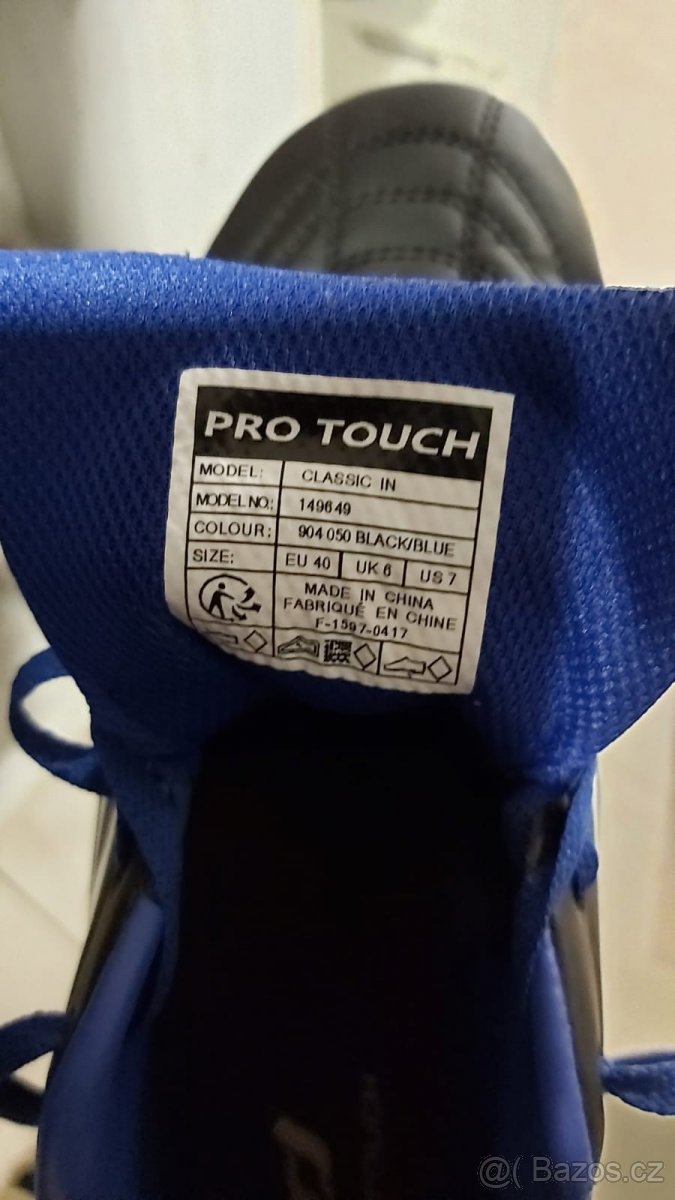 PRO TOUCH
MODEL: CLASSIC IN
MODEL NO.: 149649
COLOUR: 904 050 BLACK/BLUE
SIZE: EU 40 UK 6 US 7
MADE IN CHINA
FABRIQUÉ EN CHINE
F-1597-0417
@( Bazos.cz